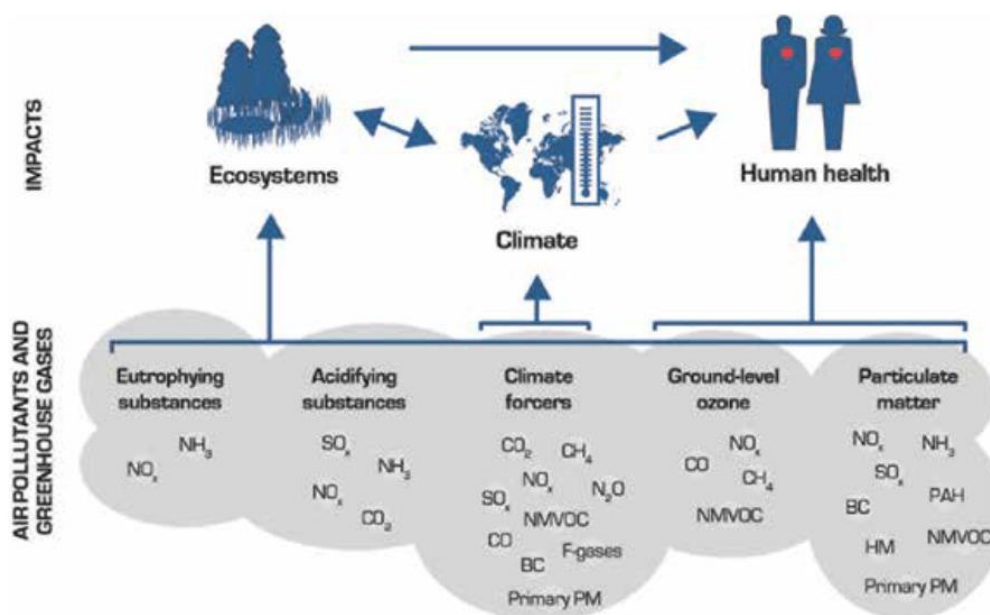 IMPACTS
Ecosystems
Climate
Human health
AIR POLLUTANTS AND
GREENHOUSE GASES
Eutrophying
substances
NH₃
NOₓ
Acidifying
substances
SOₓ
NH₃
NOₓ
CO₂
Climate
forcers
CO₂ CH₄
NOₓ
SOₓ N₂O
NMVOC
CO F-gases
BC
Primary PM
Ground-level
ozone
NOₓ
CO
CH₄
NMVOC
Particulate
matter
NOₓ NH₃
SOₓ
PAH
BC
NMVOC
HM
Primary PM